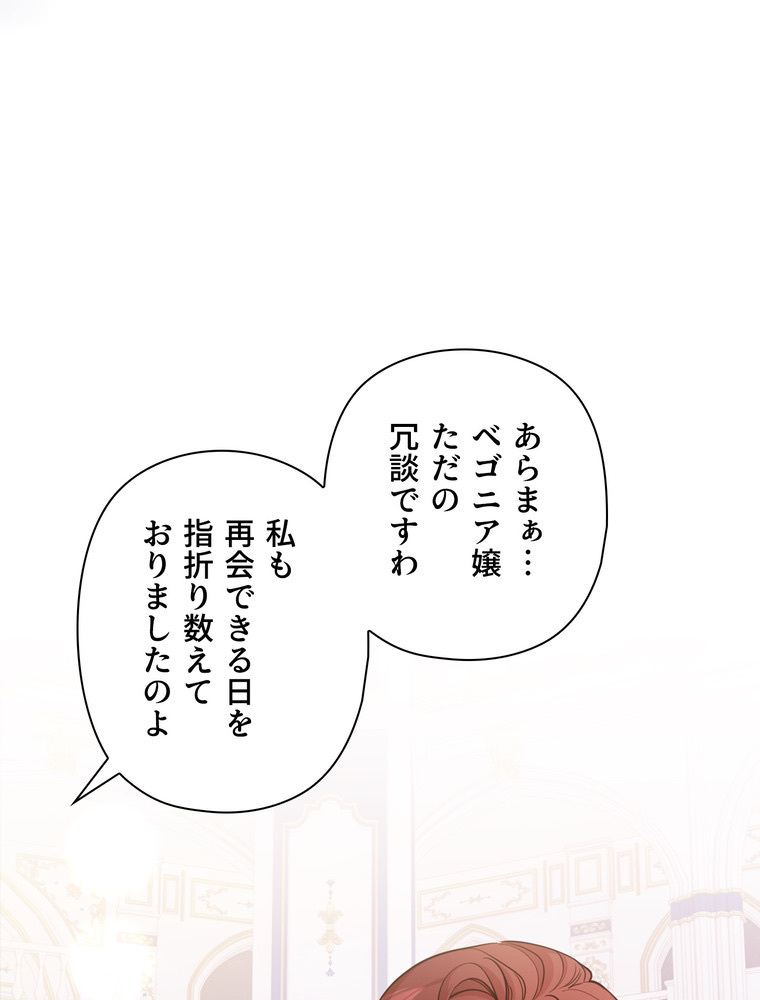 あらまぁ…
ベゴニア嬢
ただの
冗談ですわ
私も
再会できる日を
指折り数えて
おりましたのよ